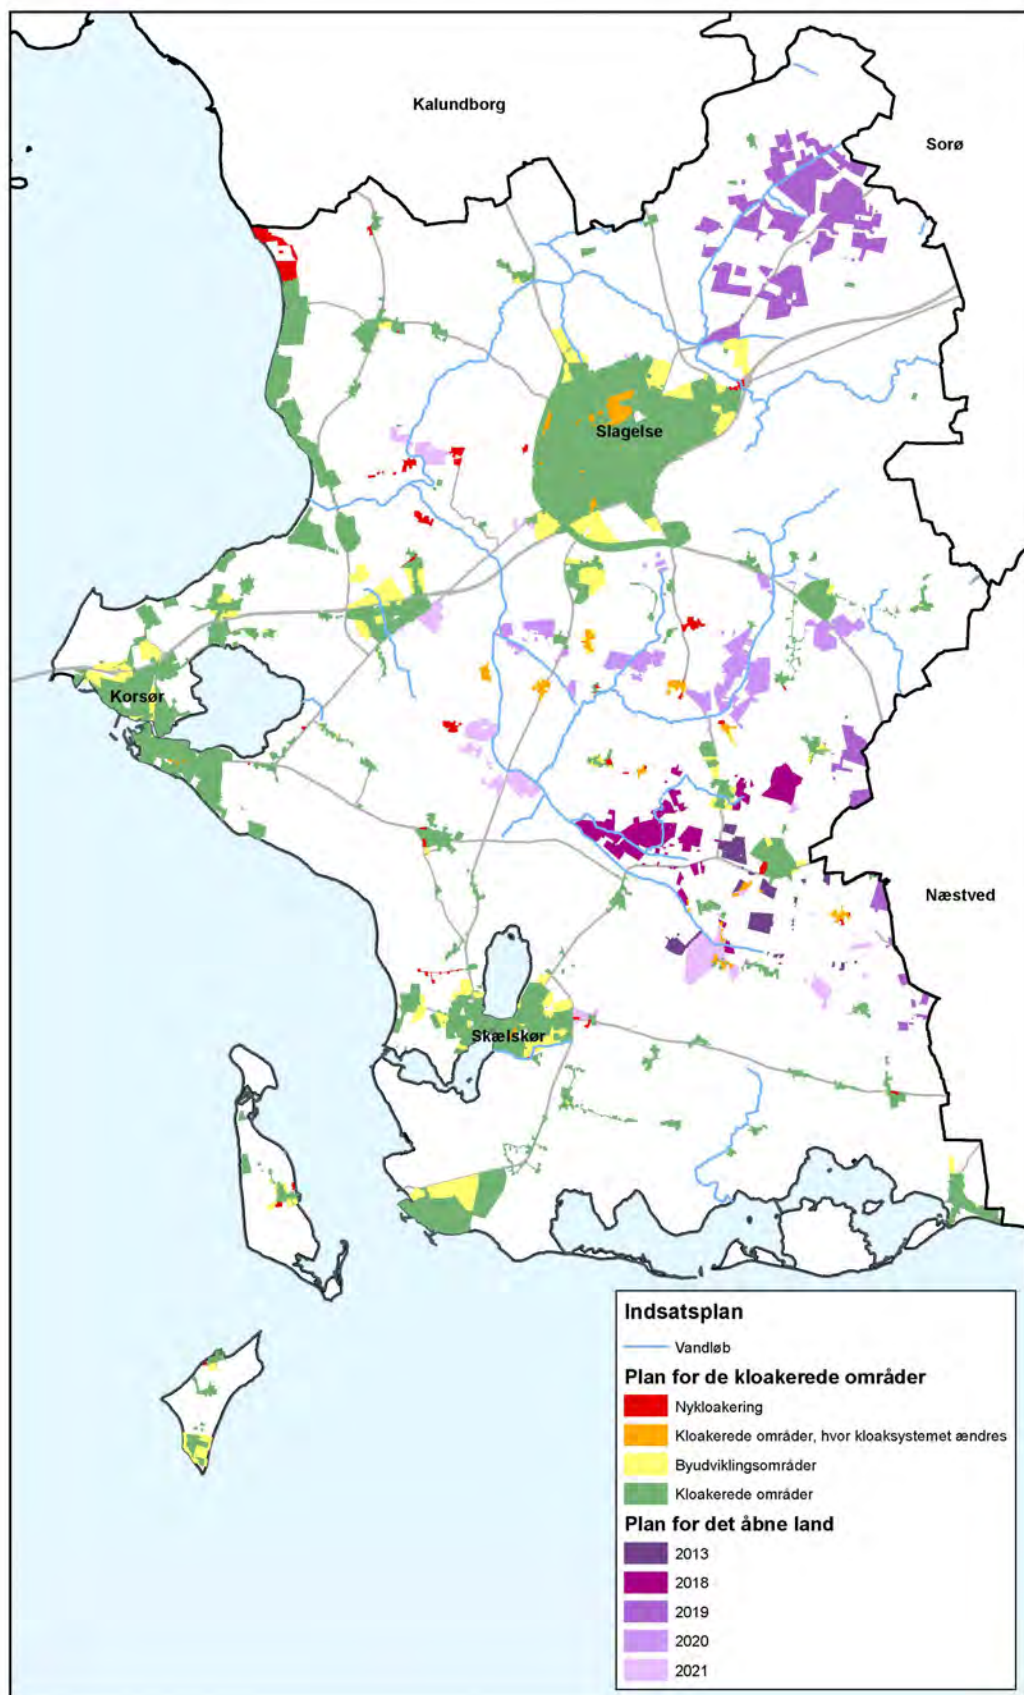 Kalundborg
Sorø
Slagelse
Korsør
Næstved
Skælskør
Indsatsplan
Vandløb
Plan for de kloakerede områder
Nykloakering
Kloakerede områder, hvor kloaksystemet ændres
Byudviklingsområder
Kloakerede områder
Plan for det åbne land
2013
2018
2019
2020
2021